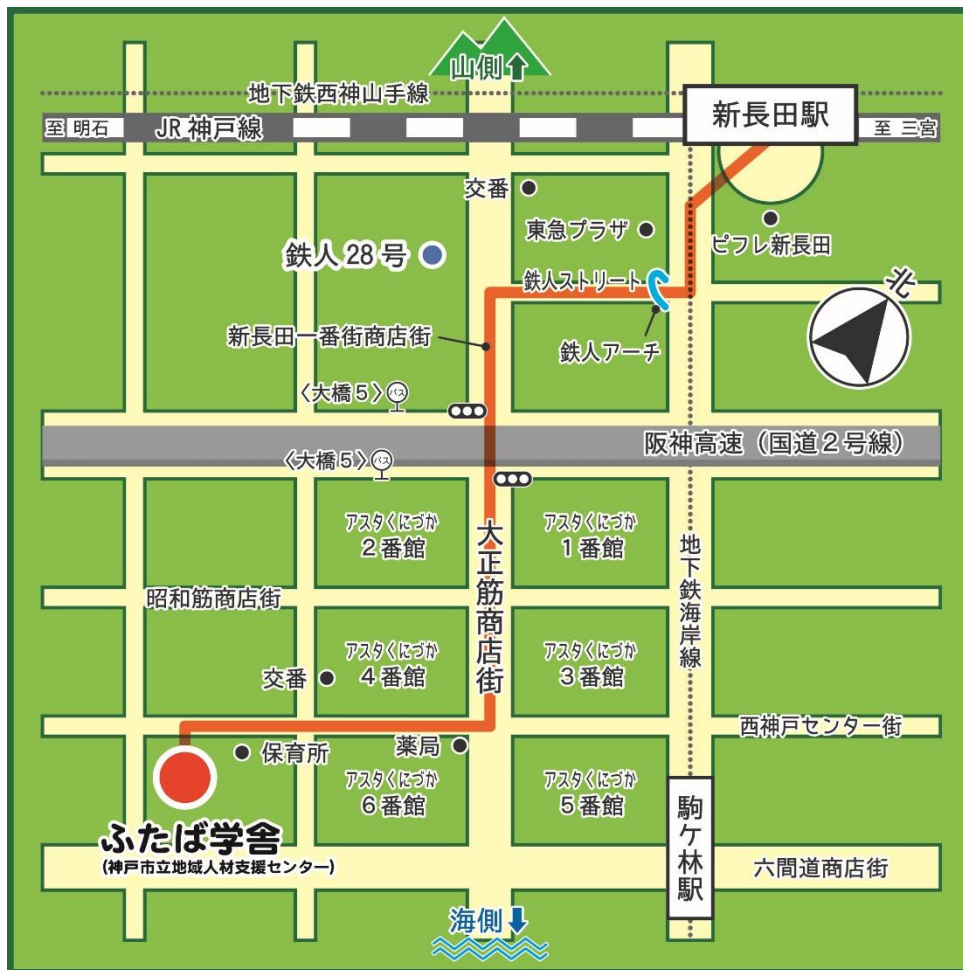 山側
地下鉄西神山手線
新長田駅
至 明石
JR 神戸線
至 三宮
交番
東急プラザ
ピフレ新長田
鉄人28号
鉄人ストリート
北
新長田一番街商店街
鉄人アーチ
〈大橋5〉
バス
阪神高速（国道2号線）
〈大橋5〉
バス
アスタくにづか
2番館
大正筋商店街
アスタくにづか
1番館
地下鉄海岸線
昭和筋商店街
アスタくにづか
4番館
アスタくにづか
3番館
交番
西神戸センター街
保育所
薬局
アスタくにづか
6番館
アスタくにづか
5番館
駒ケ林駅
ふたば学舎
(神戸市立地域人材支援センター)
六間道商店街
海側